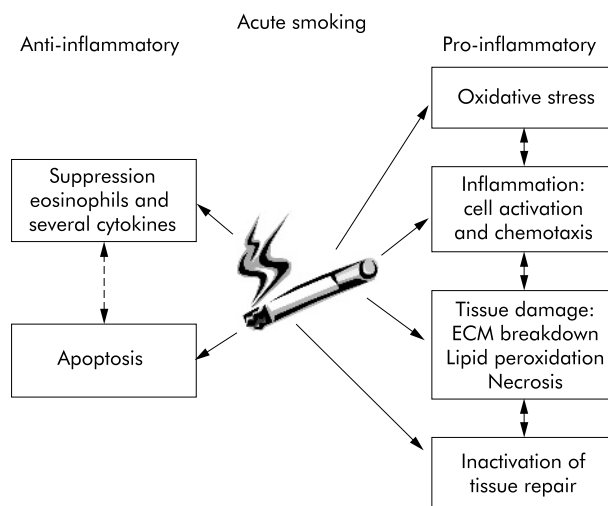 Acute smoking
Anti-inflammatory
Pro-inflammatory
Suppression
eosinophils and
several cytokines
Apoptosis
Oxidative stress
Inflammation:
cell activation
and chemotaxis
Tissue damage:
ECM breakdown
Lipid peroxidation
Necrosis
Inactivation of
tissue repair